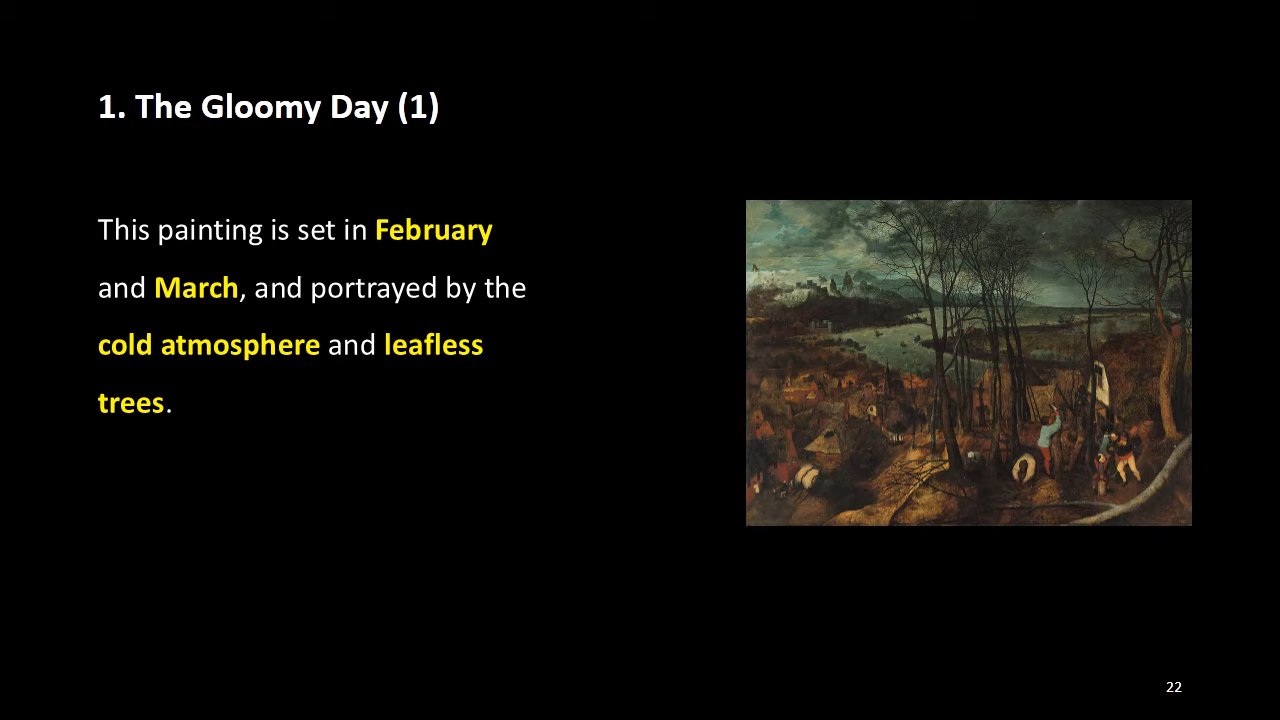 1. The Gloomy Day (1)
This painting is set in February
and March, and portrayed by the
cold atmosphere and leafless
trees.
22